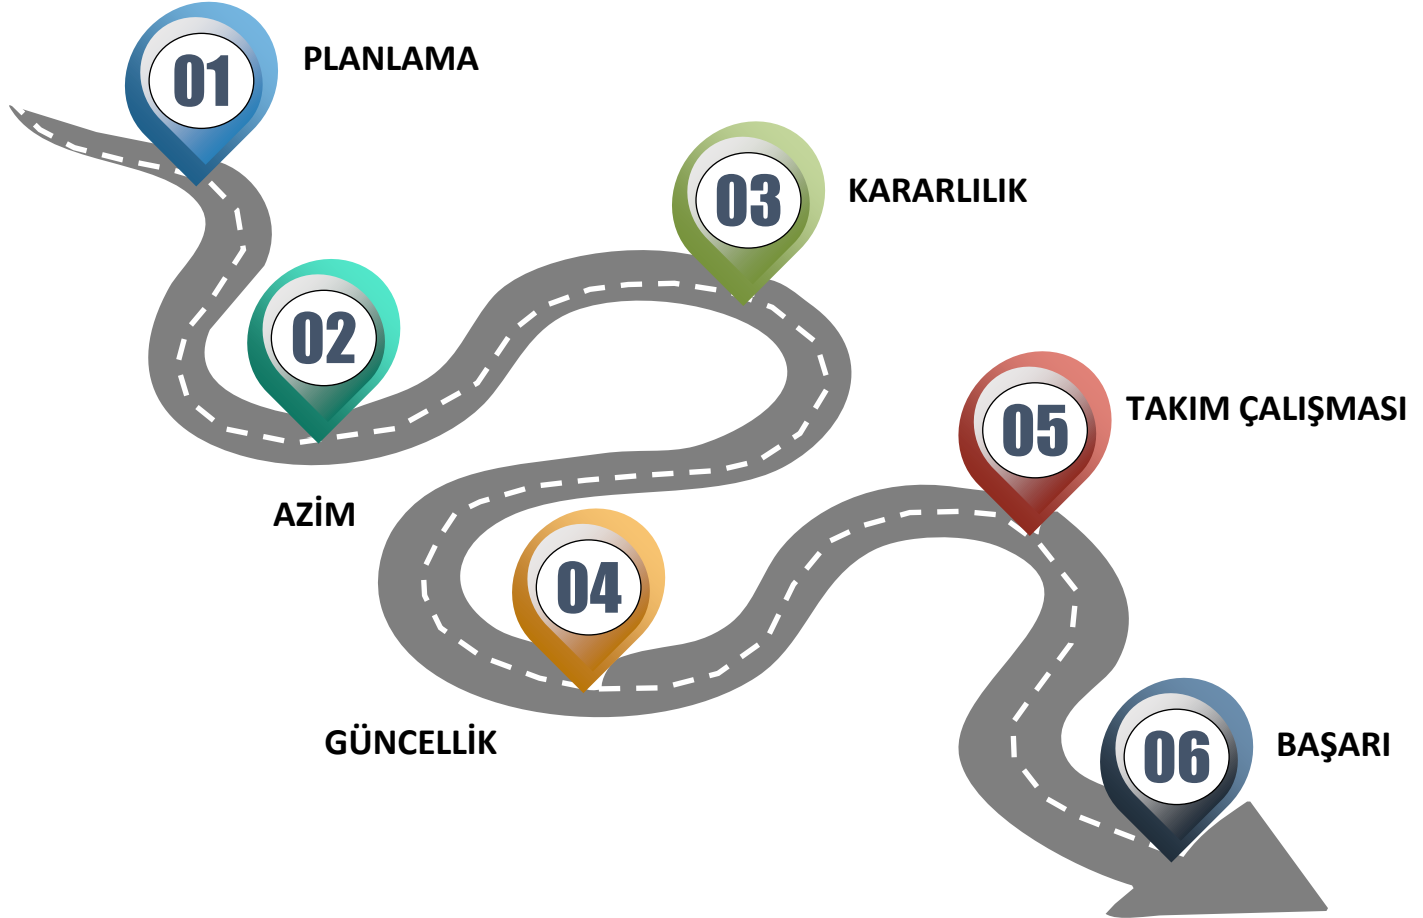 01
PLANLAMA
02
AZİM
03
KARARLILIK
04
GÜNCELLİK
05
TAKIM ÇALIŞMASI
06
BAŞARI